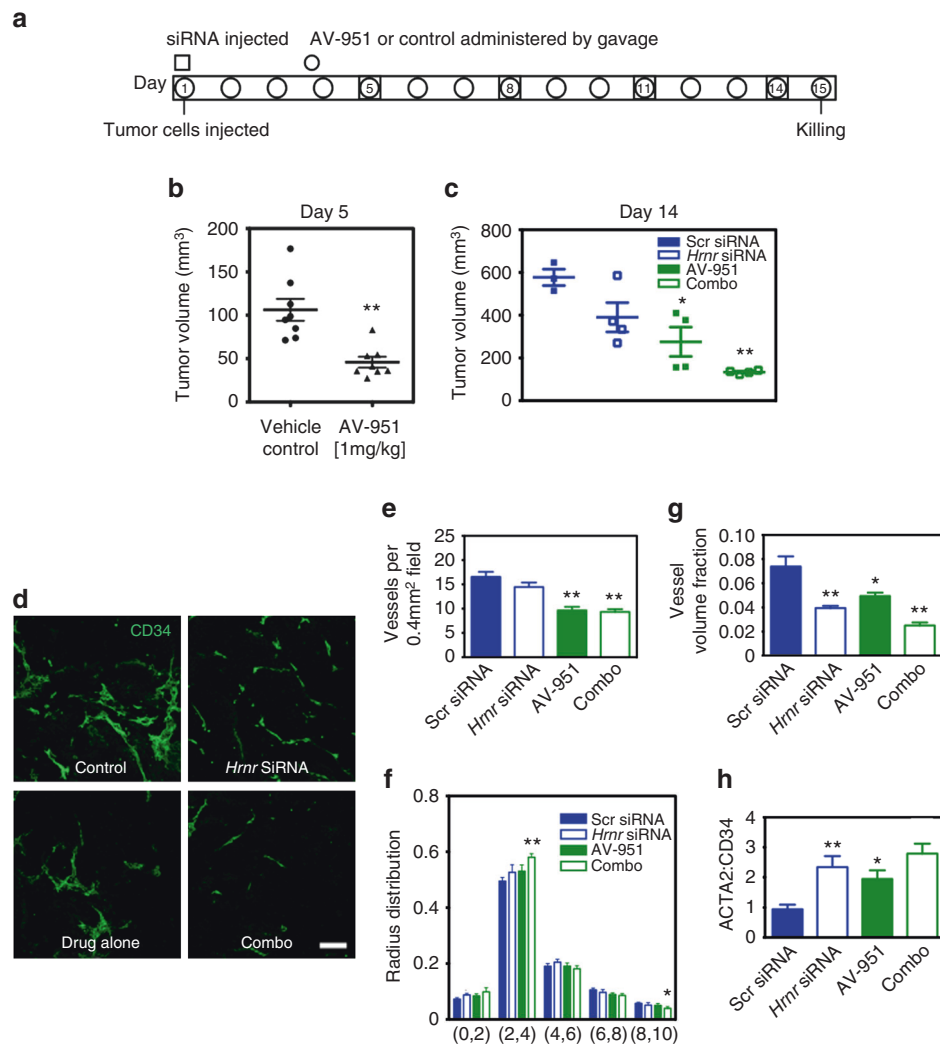 a
siRNA injected
AV-951 or control administered by gavage
Day
1
5
8
11
14
15
Tumor cells injected
Killing
b
Day 5
Tumor volume (mm³)
200
150
100
50
0
**
Vehicle control
AV-951 [1mg/kg]
c
Day 14
Tumor volume (mm³)
800
600
400
200
0
Scr siRNA
Hrnr siRNA
AV-951
Combo
*
**
d
CD34
Control
Hrnr SiRNA
Drug alone
Combo
e
Vessels per
0.4mm² field
25
20
15
10
5
0
**
**
Scr siRNA
Hrnr siRNA
AV-951
Combo
g
Vessel
volume fraction
0.10
0.08
0.06
0.04
0.02
**
*
**
Scr siRNA
Hrnr siRNA
AV-951
Combo
f
Radius distribution
0.8
0.6
0.4
0.2
0
Scr siRNA
Hrnr siRNA
AV-951
Combo
**
*
(0,2)
(2,4)
(4,6)
(6,8)
(8,10)
h
ACTA2:CD34
4
3
2
1
0
**
*
Scr siRNA
Hrnr siRNA
AV-951
Combo